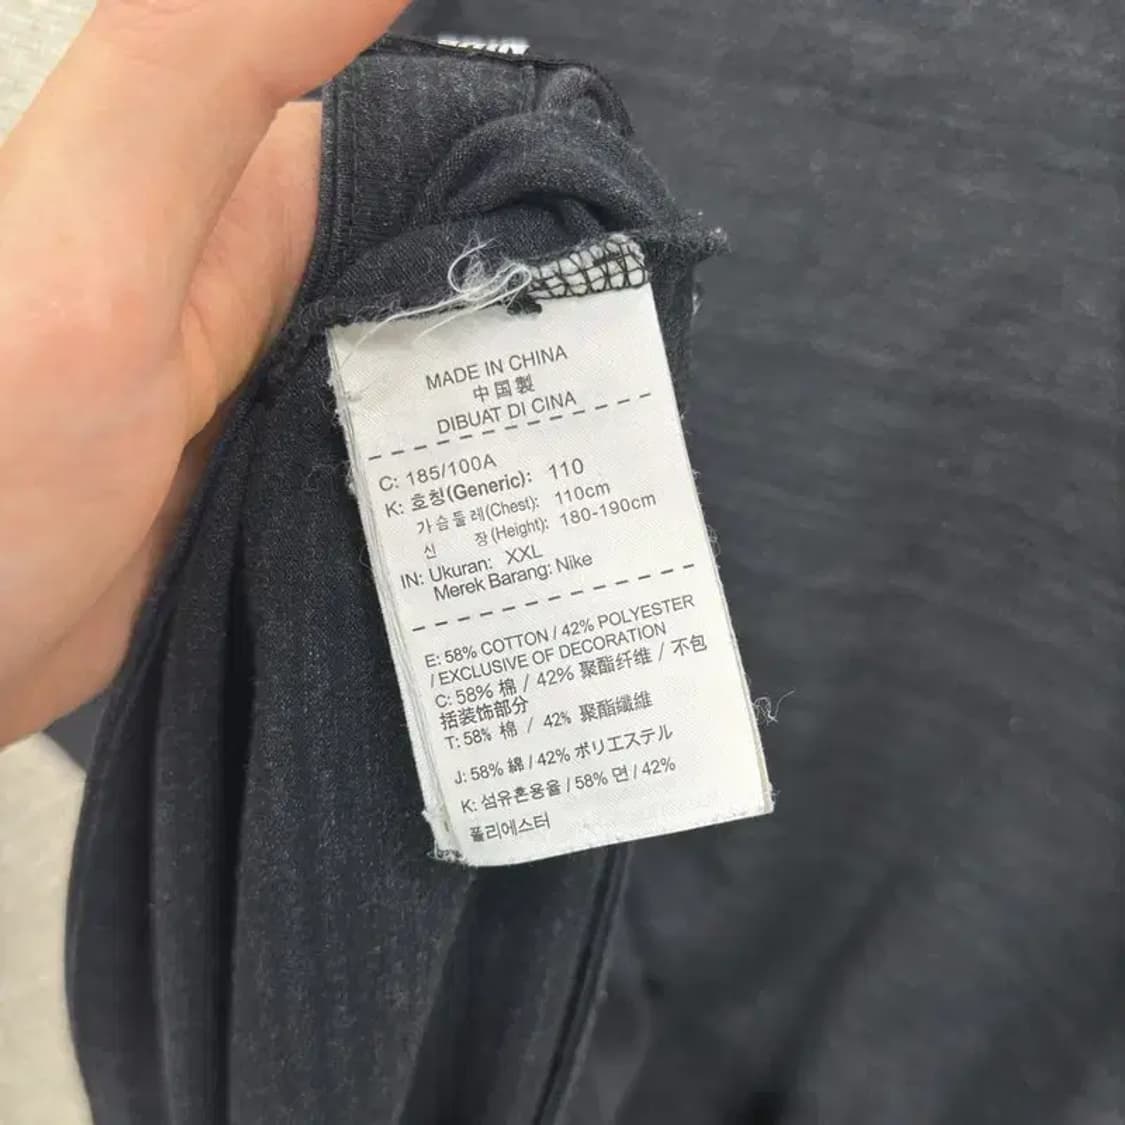 MADE IN CHINA
中国製
DIBUAT DI CINA
C: 185/100A
K: 호칭(Generic): 110
가슴둘레(Chest): 110cm
신 장(Height): 180-190cm
IN: Ukuran: XXL
Merek Barang: Nike
E: 58% COTTON / 42% POLYESTER
/ EXCLUSIVE OF DECORATION
C: 58% 棉 / 42% 聚酯纤维 / 不包
括装饰部分
T: 58% 棉 / 42% 聚酯纖維
J: 58% 綿 / 42% ポリエステル
K: 섬유혼용율 / 58% 면 / 42%
폴리에스터